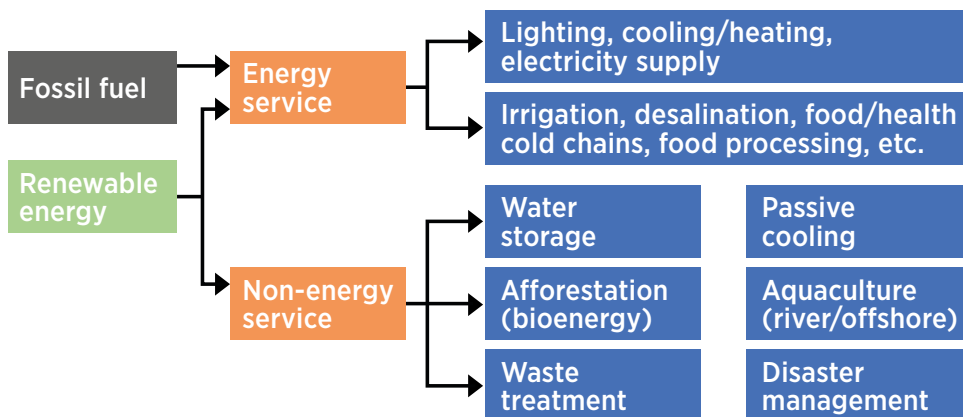 Fossil fuel
Renewable
energy
Energy
service
Non-energy
service
Lighting, cooling/heating,
electricity supply
Irrigation, desalination, food/health
cold chains, food processing, etc.
Water
storage
Passive
cooling
Afforestation
(bioenergy)
Aquaculture
(river/offshore)
Waste
treatment
Disaster
management